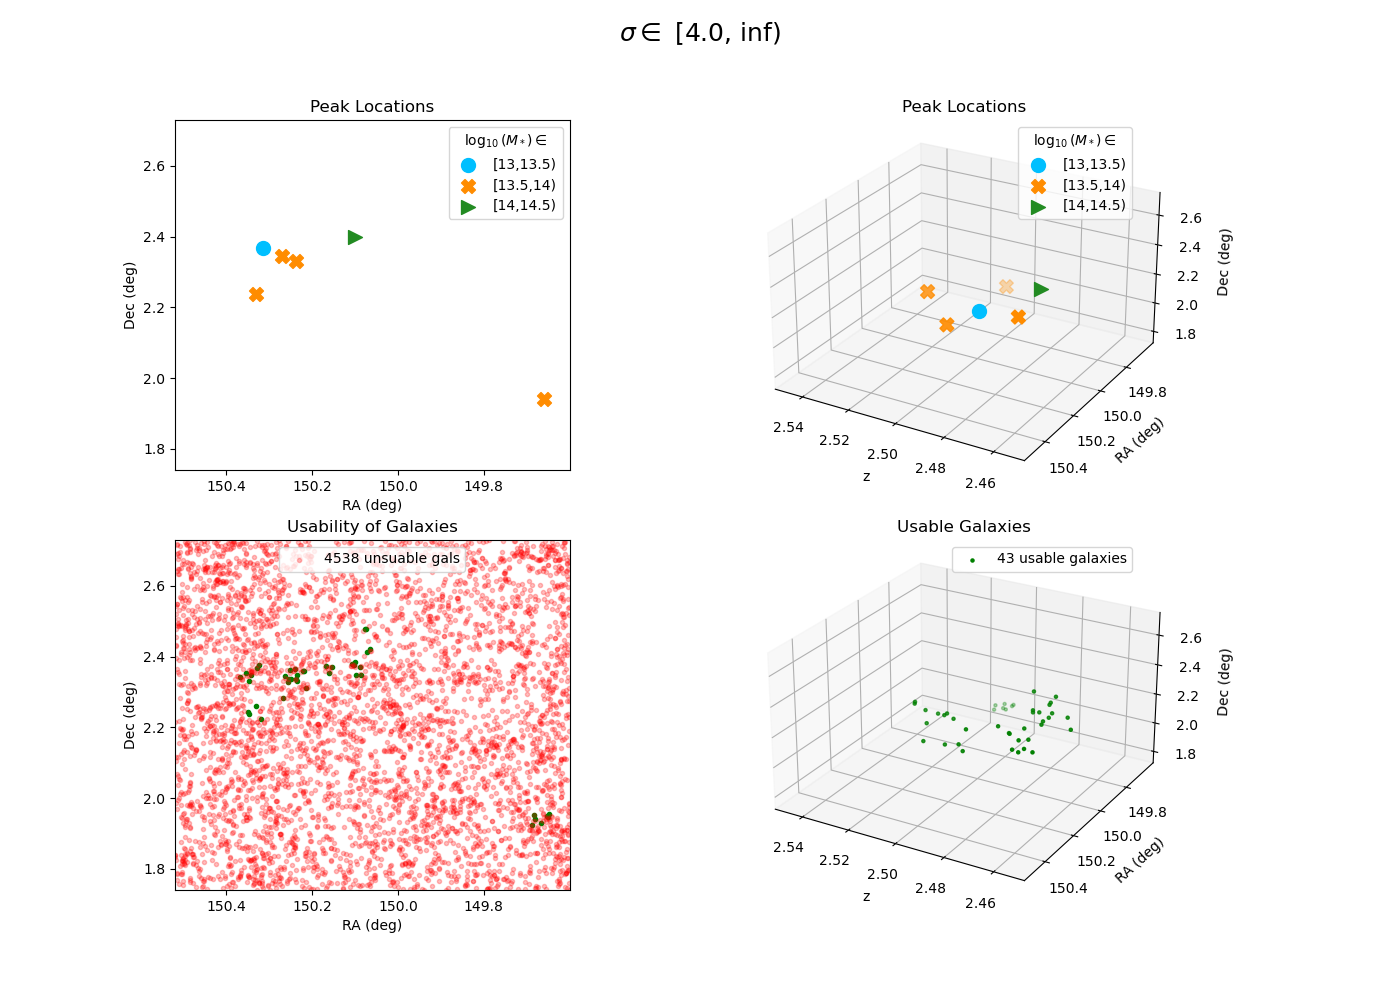 σ ∈ [4.0, inf)
Peak Locations
log₁₀(M*) ∈
[13,13.5)
[13.5,14)
[14,14.5)
2.6
2.4
2.2
2.0
1.8
Dec (deg)
150.4 150.2 150.0 149.8
RA (deg)
Peak Locations
log₁₀(M*) ∈
[13,13.5)
[13.5,14)
[14,14.5)
2.6
2.4
2.2
2.0
1.8
Dec (deg)
149.8
150.0
150.2
150.4
RA (deg)
2.54
2.52
2.50
2.48
2.46
z
Usability of Galaxies
4538 unsuable gals
2.6
2.4
2.2
2.0
1.8
Dec (deg)
150.4 150.2 150.0 149.8
RA (deg)
Usable Galaxies
43 usable galaxies
2.6
2.4
2.2
2.0
1.8
Dec (deg)
149.8
150.0
150.2
150.4
RA (deg)
2.54
2.52
2.50
2.48
2.46
z